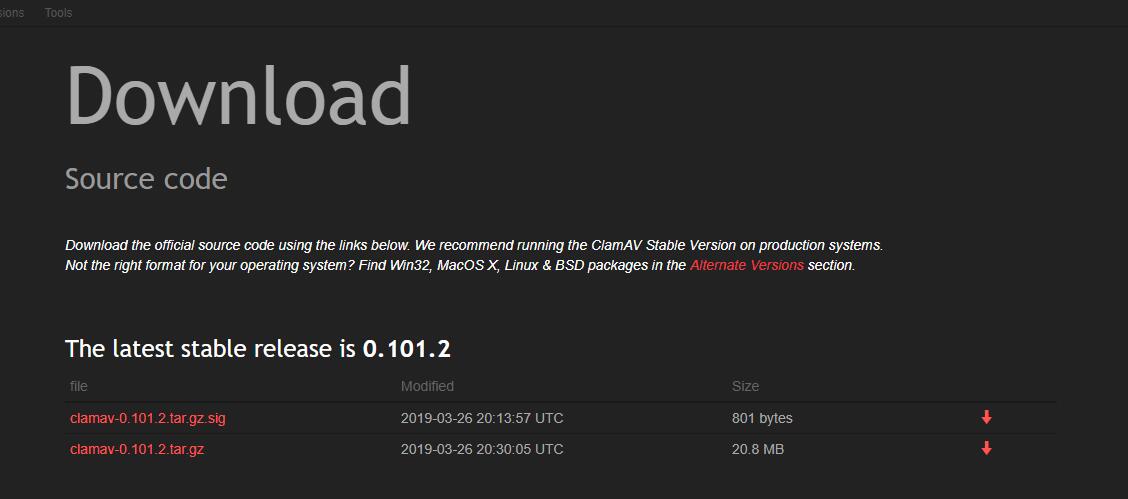 sions Tools
Download
Source code
Download the official source code using the links below. We recommend running the ClamAV Stable Version on production systems.
Not the right format for your operating system? Find Win32, MacOS X, Linux & BSD packages in the Alternate Versions section.
The latest stable release is 0.101.2
file Modified Size
clamav-0.101.2.tar.gz.sig 2019-03-26 20:13:57 UTC 801 bytes
clamav-0.101.2.tar.gz 2019-03-26 20:30:05 UTC 20.8 MB